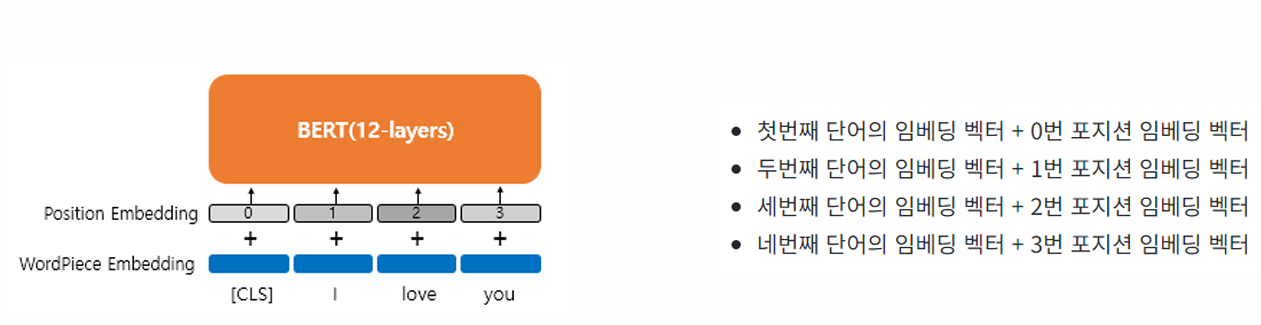 BERT(12-layers)
Position Embedding 0 1 2 3
+ + + +
WordPiece Embedding
[CLS] I love you
• 첫번째 단어의 임베딩 벡터 + 0번 포지션 임베딩 벡터
• 두번째 단어의 임베딩 벡터 + 1번 포지션 임베딩 벡터
• 세번째 단어의 임베딩 벡터 + 2번 포지션 임베딩 벡터
• 네번째 단어의 임베딩 벡터 + 3번 포지션 임베딩 벡터